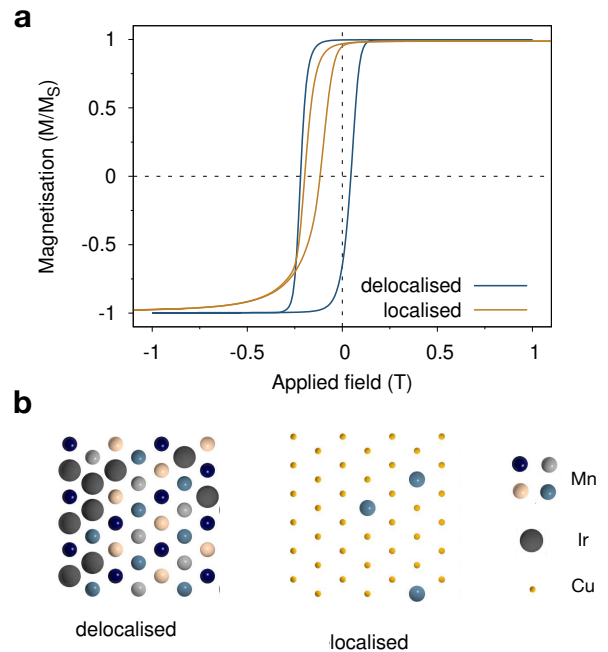 a
Magnetisation (M/MS)
1
0.5
0
-0.5
-1
delocalised
localised
-1
-0.5
0
0.5
1
Applied field (T)
b
Mn
Ir
Cu
delocalised
localised